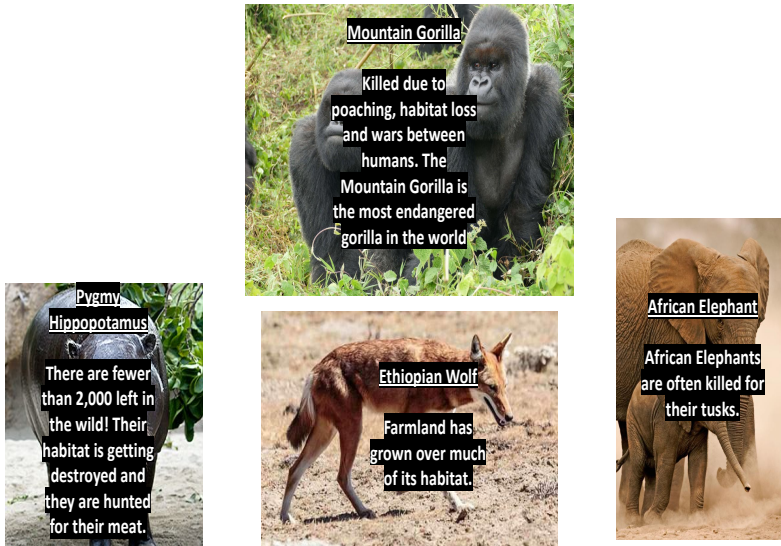 Mountain Gorilla
Killed due to
poaching, habitat loss
and wars between
humans. The
Mountain Gorilla is
the most endangered
gorilla in the world
Pygmy
Hippopotamus
There are fewer
than 2,000 left in
the wild! Their
habitat is getting
destroyed and
they are hunted
for their meat.
Ethiopian Wolf
Farmland has
grown over much
of its habitat.
African Elephant
African Elephants
are often killed for
their tusks.